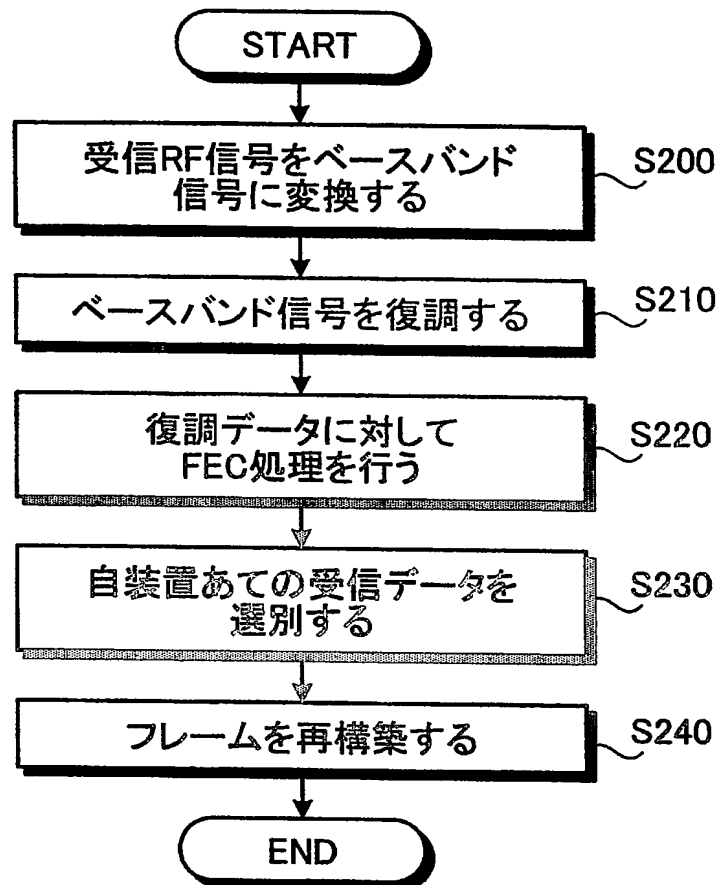 START
受信RF信号をベースバンド
信号に変換する
S200
ベースバンド信号を復調する
S210
復調データに対して
FEC処理を行う
S220
自装置あての受信データを
選別する
S230
フレームを再構築する
S240
END